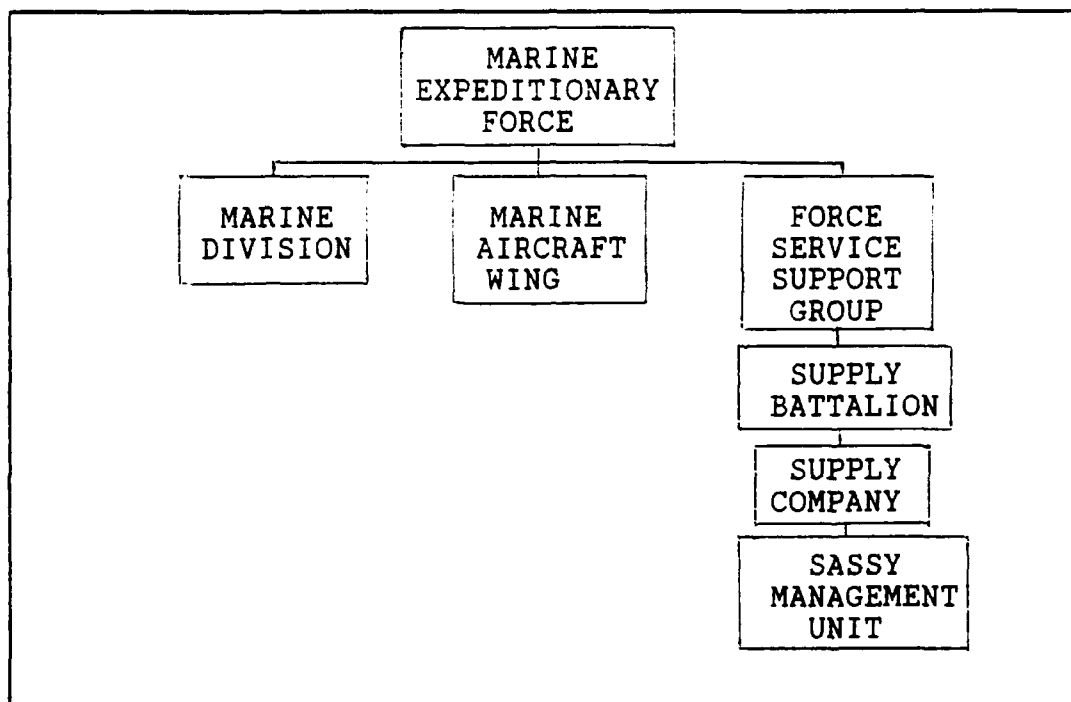 MARINE
EXPEDITIONARY
FORCE
MARINE
DIVISION
MARINE
AIRCRAFT
WING
FORCE
SERVICE
SUPPORT
GROUP
SUPPLY
BATTALION
SUPPLY
COMPANY
SASSY
MANAGEMENT
UNIT